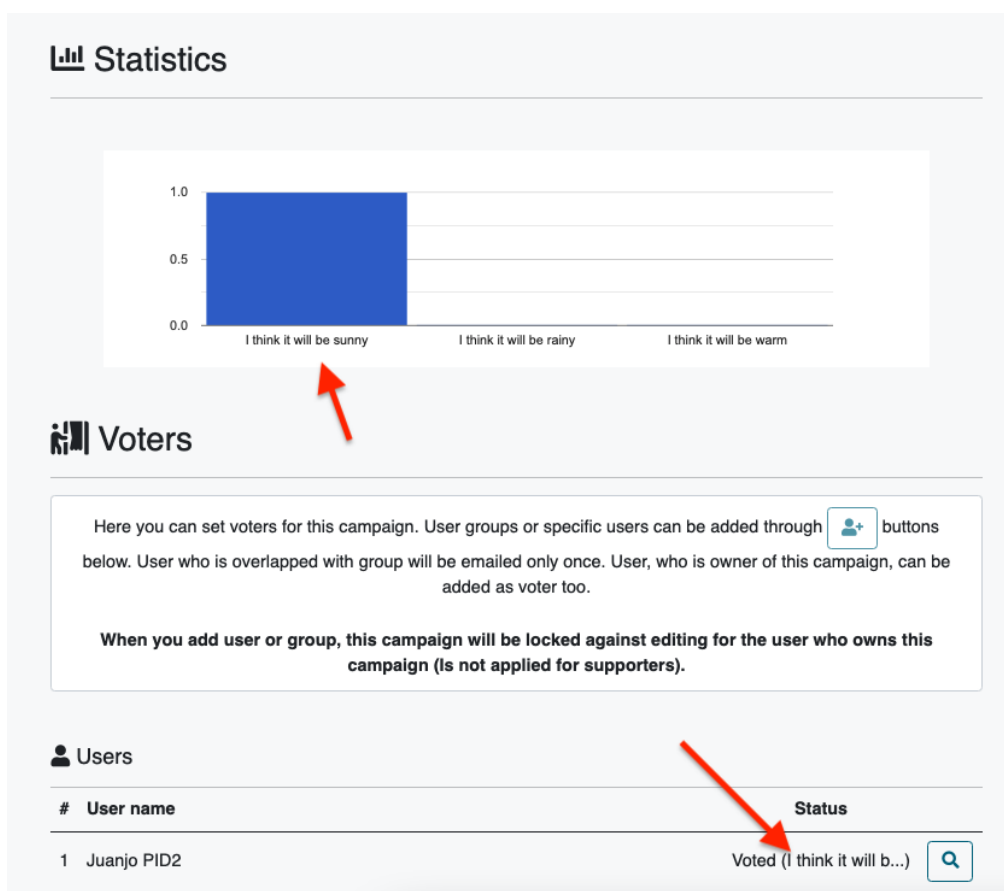 Statistics
1.0
0.5
0.0
I think it will be sunny
I think it will be rainy
I think it will be warm
Voters
Here you can set voters for this campaign. User groups or specific users can be added through buttons
below. User who is overlapped with group will be emailed only once. User, who is owner of this campaign, can be
added as voter too.
When you add user or group, this campaign will be locked against editing for the user who owns this
campaign (Is not applied for supporters).
Users
# User name Status
1 Juanjo PID2 Voted (I think it will b...)